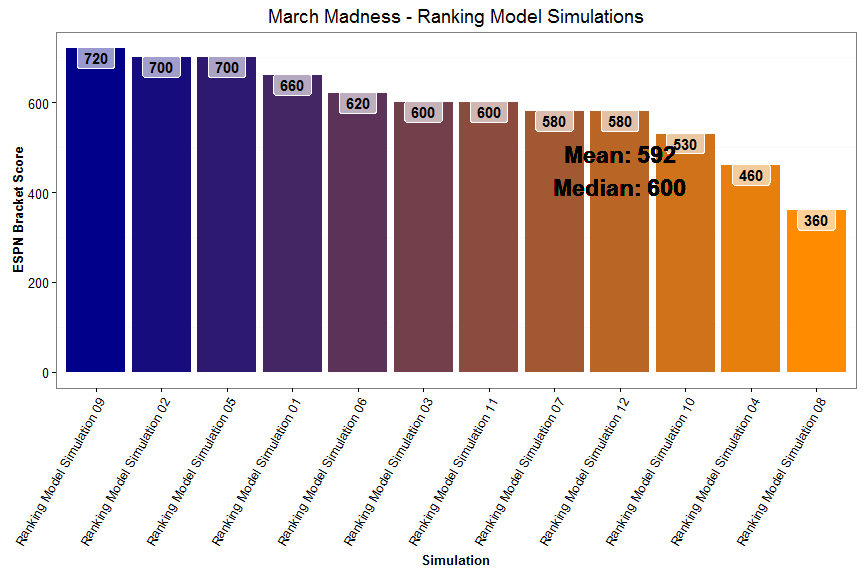 March Madness - Ranking Model Simulations
720
700
700
660
620
600
600
580
580
530
460
360
Mean: 592
Median: 600
ESPN Bracket Score
600
400
200
0
Ranking Model Simulation 09
Ranking Model Simulation 02
Ranking Model Simulation 05
Ranking Model Simulation 01
Ranking Model Simulation 06
Ranking Model Simulation 03
Ranking Model Simulation 11
Ranking Model Simulation 07
Ranking Model Simulation 12
Ranking Model Simulation 10
Ranking Model Simulation 04
Ranking Model Simulation 08
Simulation